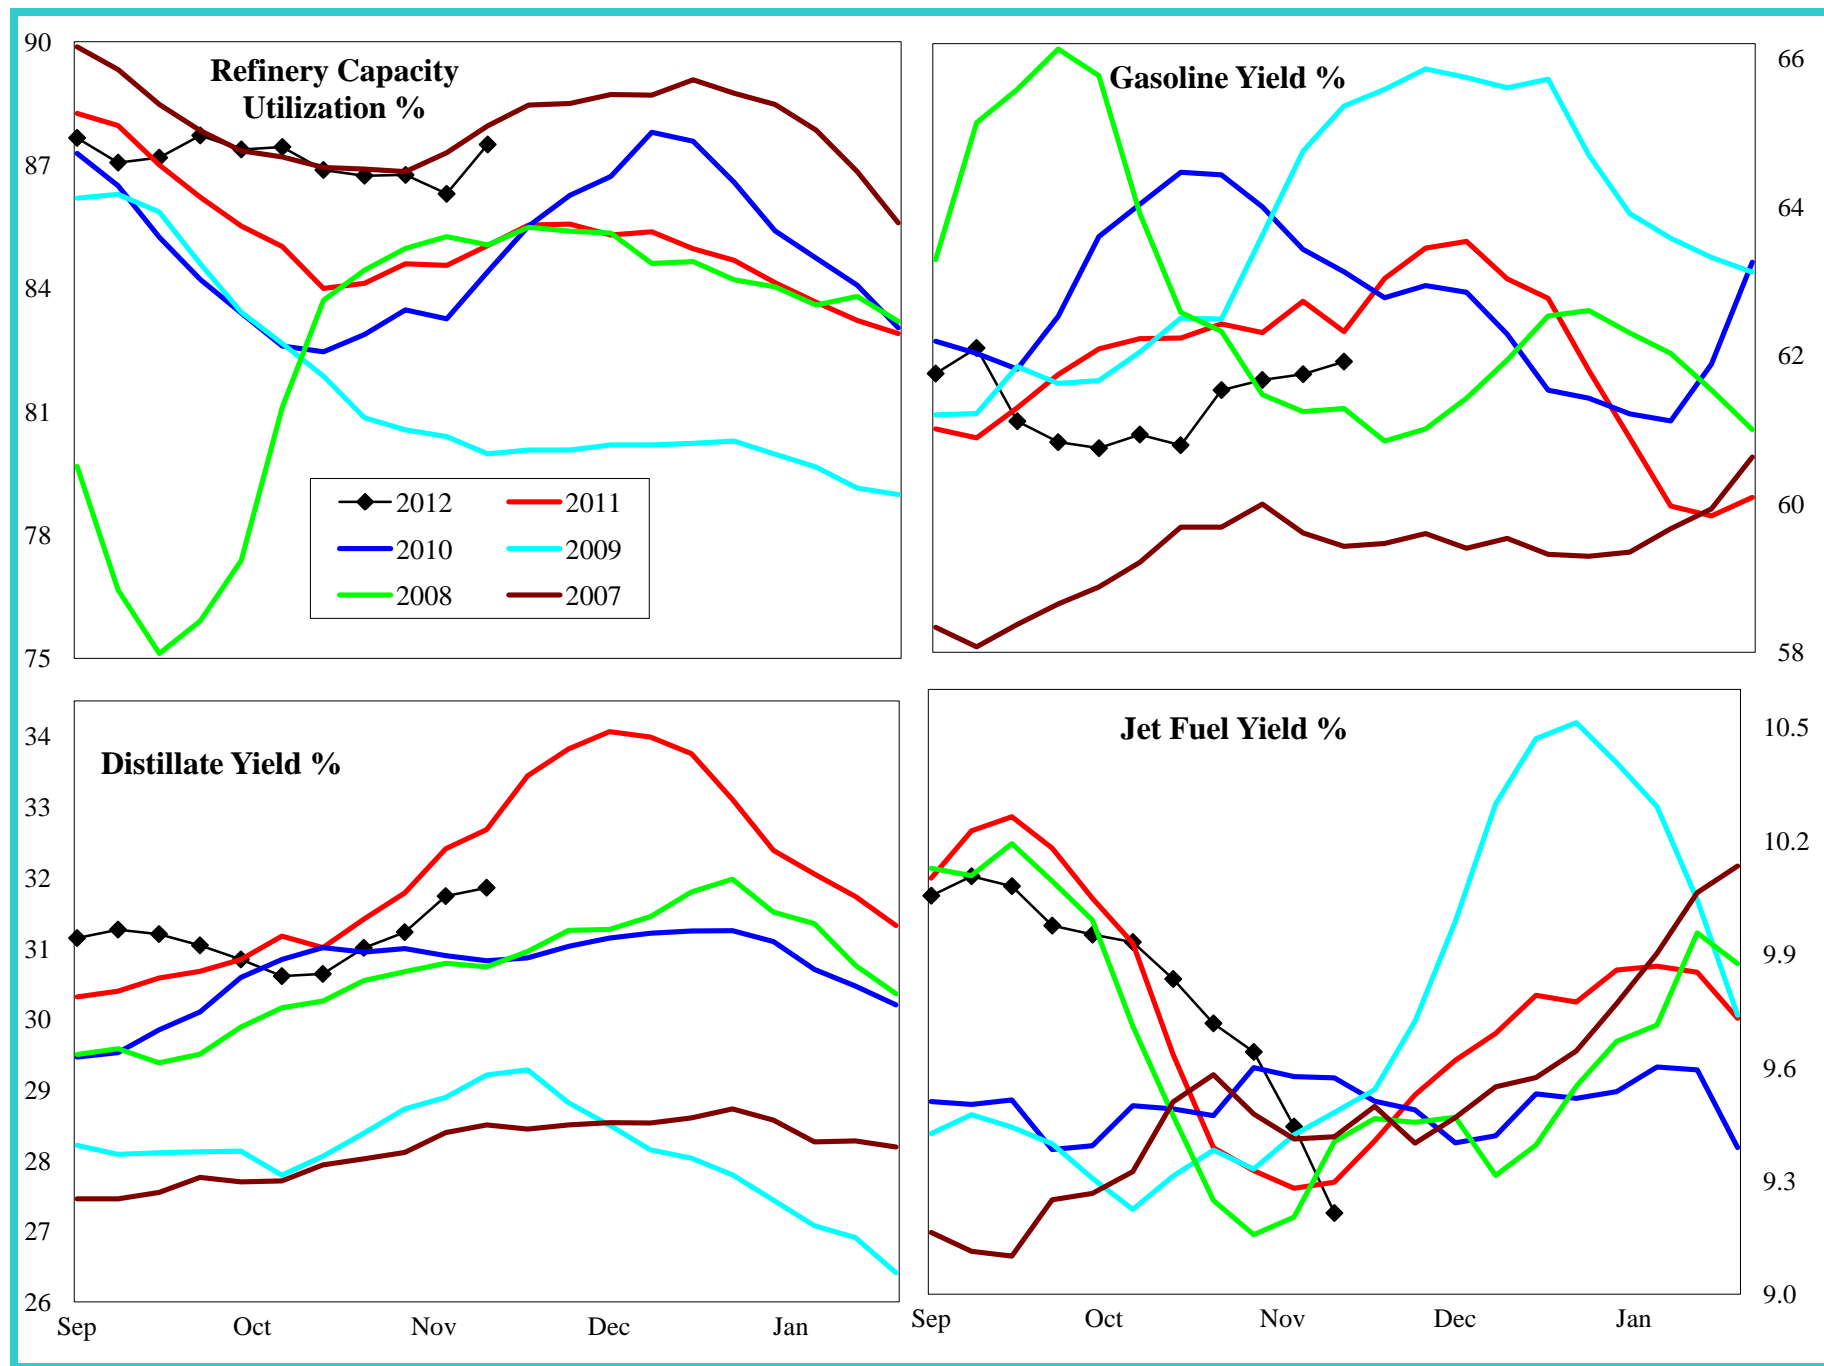 Refinery Capacity
Utilization %
90
87
84
81
78
75
2012
2011
2010
2009
2008
2007
Gasoline Yield %
66
64
62
60
58
Distillate Yield %
34
33
32
31
30
29
28
27
26
Sep
Oct
Nov
Dec
Jan
Jet Fuel Yield %
10.5
10.2
9.9
9.6
9.3
9.0
Sep
Oct
Nov
Dec
Jan